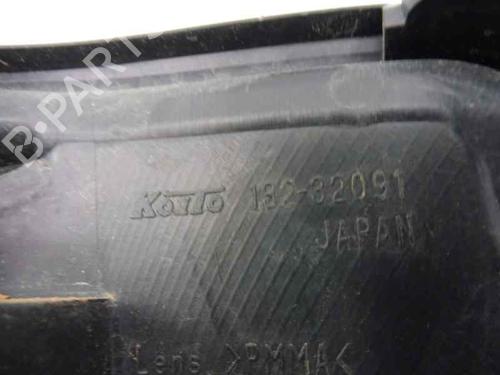 B-PARTS
KOITO 132-32091
JAPAN
Lens >PMMA<